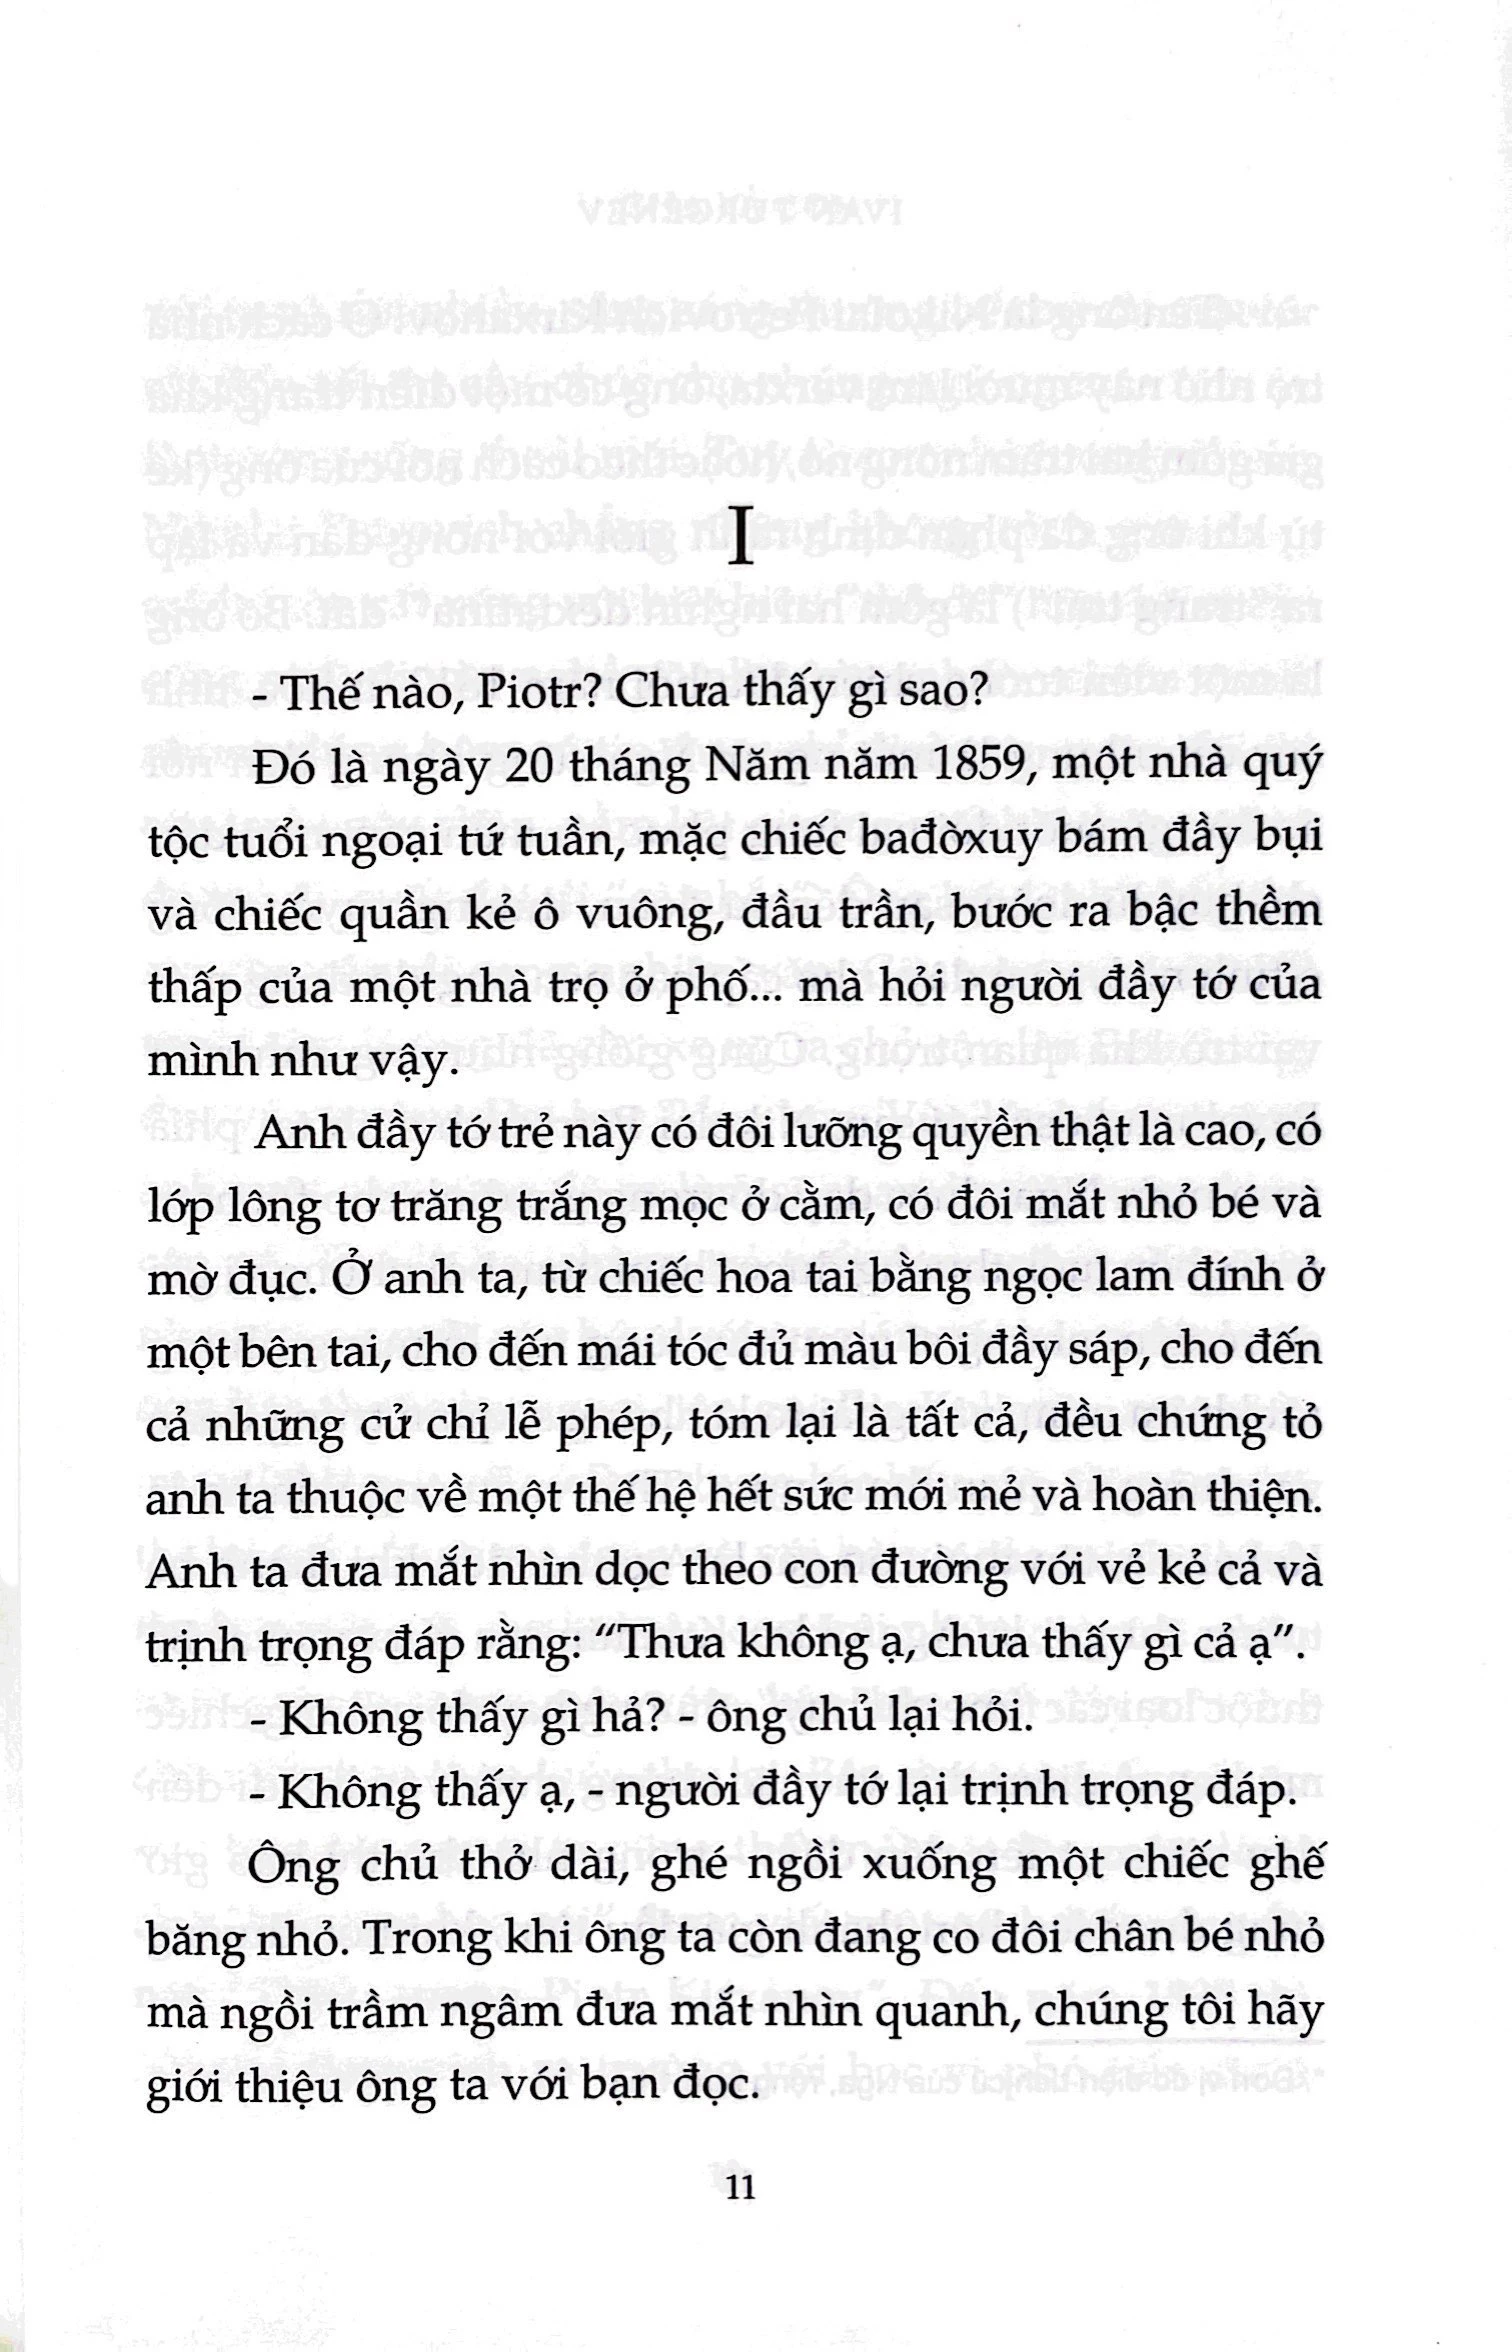 I
- Thế nào, Piotr? Chưa thấy gì sao?
Đó là ngày 20 tháng Năm năm 1859, một nhà quý
tộc tuổi ngoại tứ tuần, mặc chiếc bađờxuy bám đầy bụi
và chiếc quần kẻ ô vuông, đầu trần, bước ra bậc thềm
thấp của một nhà trọ ở phố... mà hỏi người đầy tớ của
mình như vậy.
Anh đầy tớ trẻ này có đôi lưỡng quyền thật là cao, có
lớp lông tơ trăng trắng mọc ở cằm, có đôi mắt nhỏ bé và
mờ đục. Ở anh ta, từ chiếc hoa tai bằng ngọc lam đính ở
một bên tai, cho đến mái tóc đủ màu bôi đầy sáp, cho đến
cả những cử chỉ lễ phép, tóm lại là tất cả, đều chứng tỏ
anh ta thuộc về một thế hệ hết sức mới mẻ và hoàn thiện.
Anh ta đưa mắt nhìn dọc theo con đường với vẻ kẻ cả và
trịnh trọng đáp rằng: "Thưa không ạ, chưa thấy gì cả ạ".
- Không thấy gì hả? - ông chủ lại hỏi.
- Không thấy ạ, - người đầy tớ lại trịnh trọng đáp.
Ông chủ thở dài, ghé ngồi xuống một chiếc ghế
băng nhỏ. Trong khi ông ta còn đang co đôi chân bé nhỏ
mà ngồi trầm ngâm đưa mắt nhìn quanh, chúng tôi hãy
giới thiệu ông ta với bạn đọc.
11